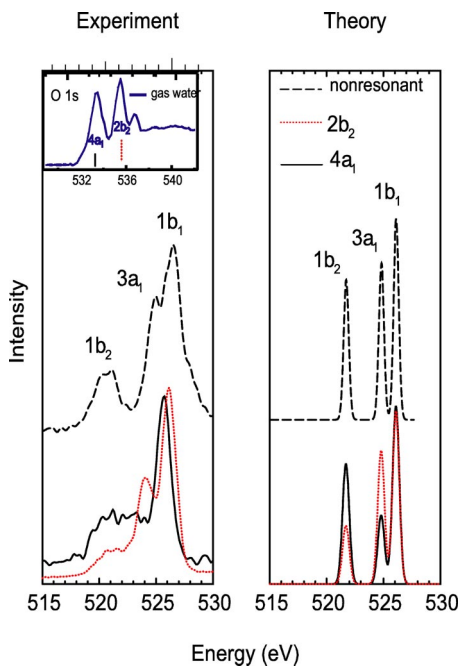 Experiment
Theory
O 1s
gas water
4a1
2b2
532
536
540
nonresonant
2b2
4a1
1b1
3a1
1b2
1b1
3a1
1b2
Intensity
515
520
525
530
515
520
525
530
Energy (eV)